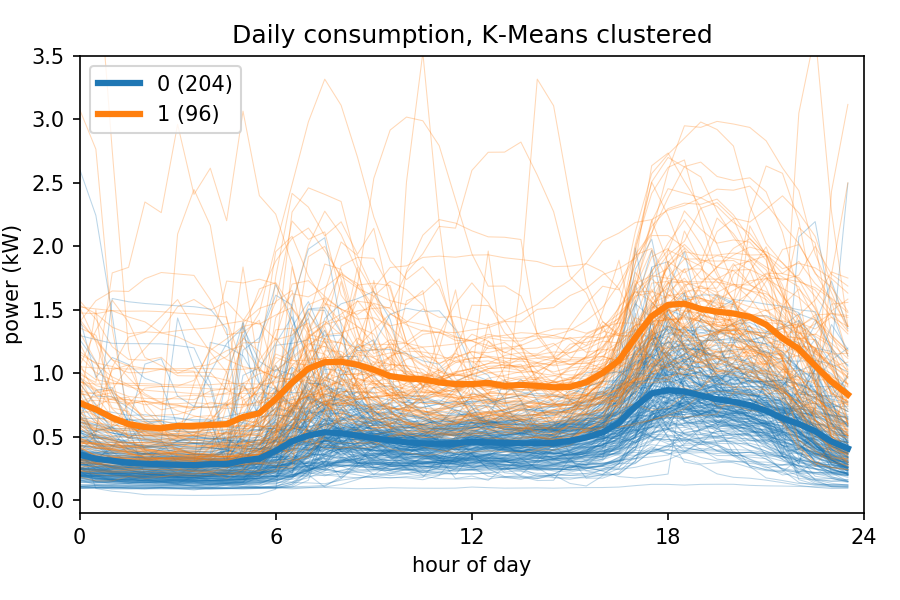 Daily consumption, K-Means clustered
0 (204)
1 (96)
3.5
3.0
2.5
2.0
1.5
1.0
0.5
0.0
power (kW)
0 6 12 18 24
hour of day